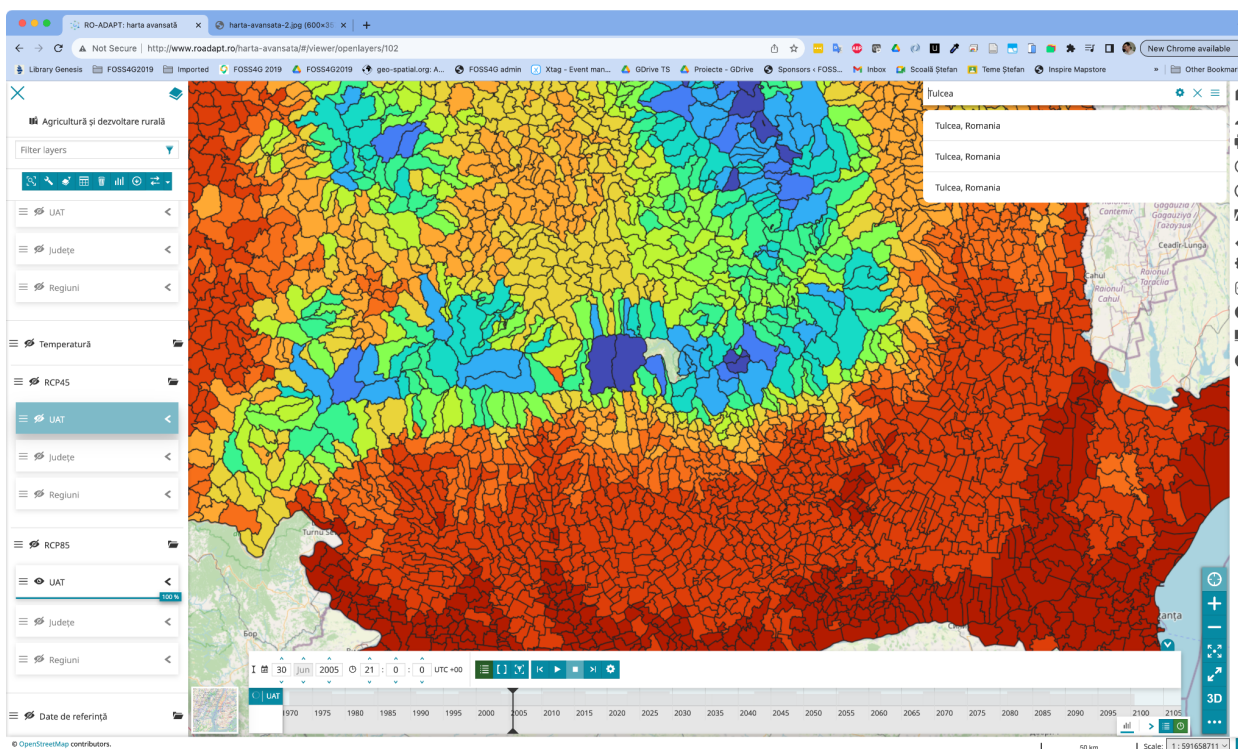 RO-ADAPT: harta avansată
harta-avansata-2.jpg (600×36
Not Secure | http://www.roadapt.ro/harta-avansata/#/viewer/openlayers/102
New Chrome available
Library Genesis
FOSS4G2019
Imported
FOSS4G 2019
FOSS4G2019
geo-spatial.org: A...
FOSS4G admin
Xtag - Event man...
GDrive TS
Proiecte - GDrive
Sponsors ‹ FOSS...
Inbox
Școală Ștefan
Teme Ștefan
Inspire Mapstore
»
Other Bookmar
Agricultură și dezvoltare rurală
Filter layers
UAT
Județe
Regiuni
Temperatură
RCP45
UAT
Județe
Regiuni
RCP85
UAT
100 %
Județe
Regiuni
Date de referință
© OpenStreetMap contributors.
Tulcea
Tulcea, Romania
Tulcea, Romania
Tulcea, Romania
Cantemir
Gagauzia /
Gagauziya /
Гагаузия
Ceadîr-Lunga
Cahul
Raionul
Cahul
Raionul
Taraclia
Turnu Se
Бор
anța
30 Jun 2005 21 : 0 : 0 UTC +00
UAT
1970 1975 1980 1985 1990 1995 2000 2005 2010 2015 2020 2025 2030 2035 2040 2045 2050 2055 2060 2065 2070 2075 2080 2085 2090 2095 2100 2105
3D
50 km
Scale: 1 : 591658711